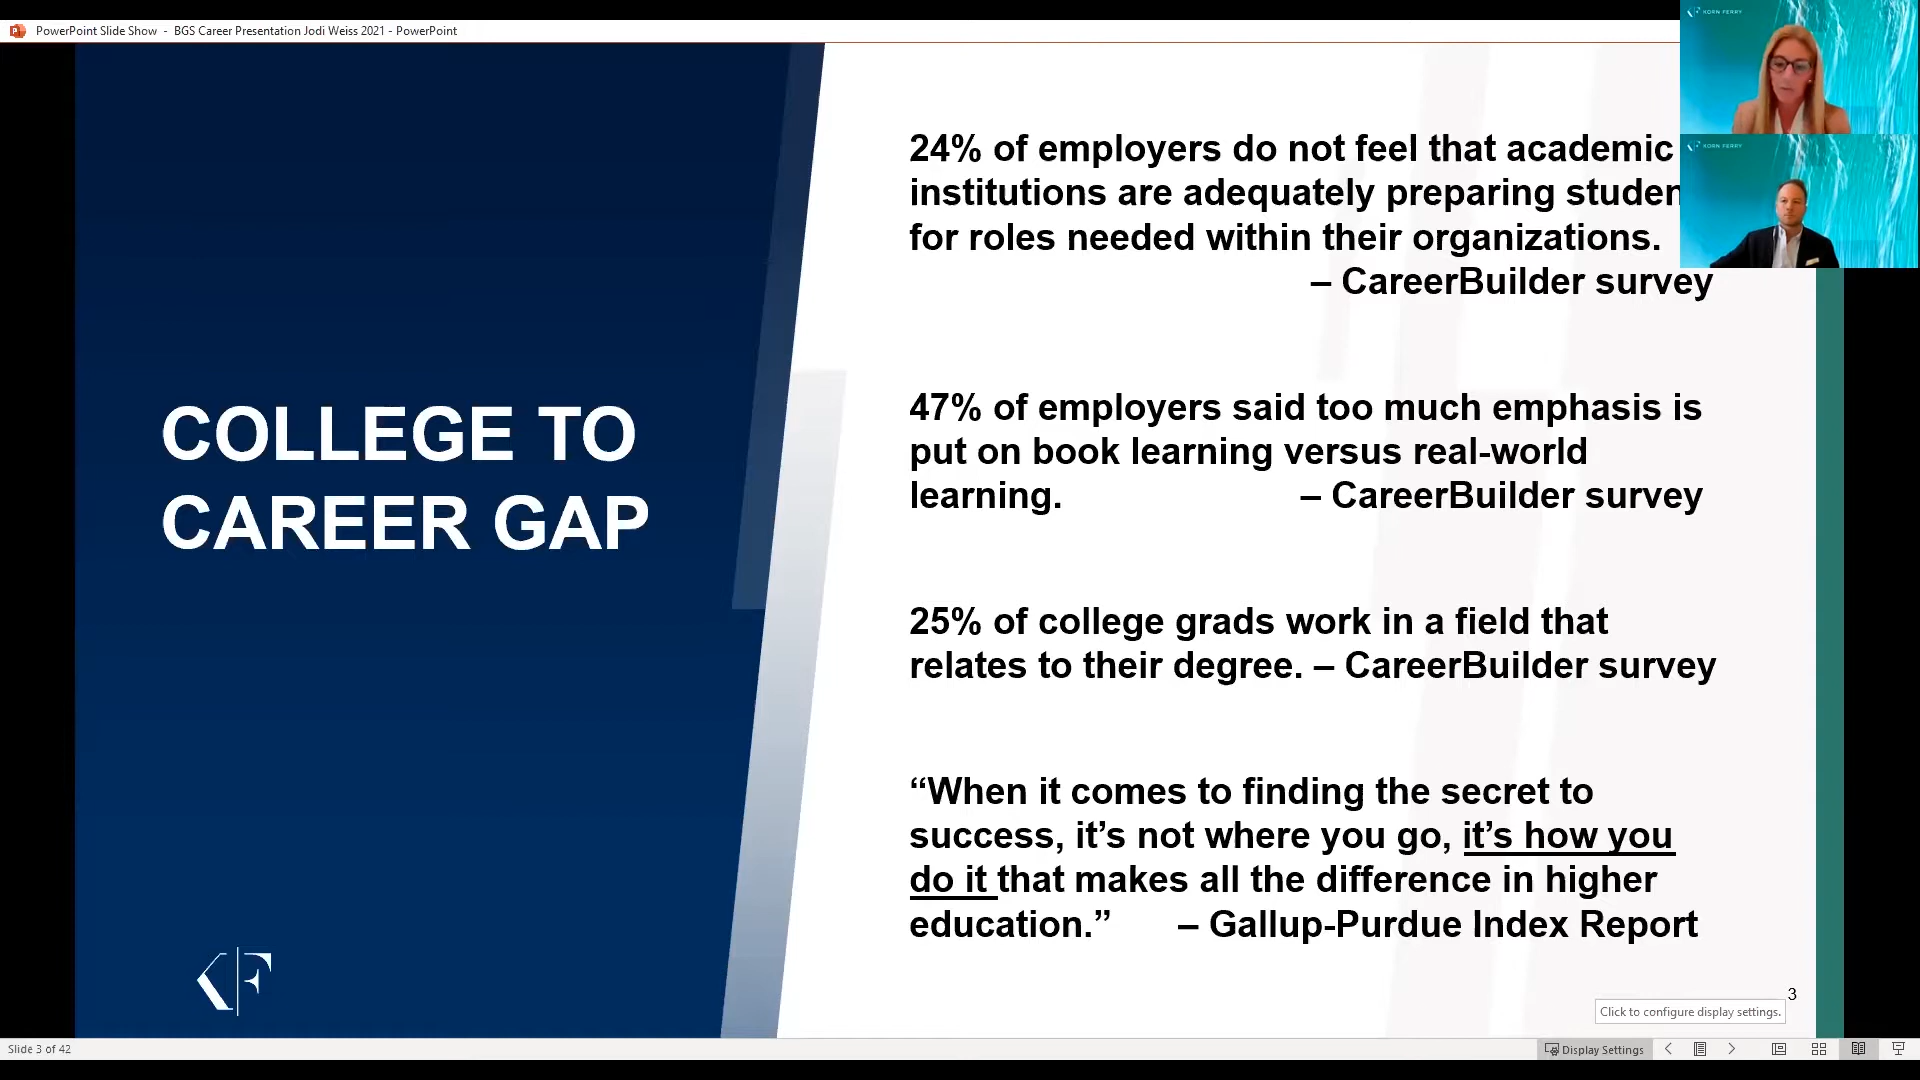 PowerPoint Slide Show - BGS Career Presentation Jodi Weiss 2021 - PowerPoint
KORN FERRY
KORN FERRY
COLLEGE TO
CAREER GAP
24% of employers do not feel that academic
institutions are adequately preparing studen
for roles needed within their organizations.
– CareerBuilder survey
47% of employers said too much emphasis is
put on book learning versus real-world
learning. – CareerBuilder survey
25% of college grads work in a field that
relates to their degree. – CareerBuilder survey
“When it comes to finding the secret to
success, it’s not where you go, it’s how you
do it that makes all the difference in higher
education.” – Gallup-Purdue Index Report
KF
3
Click to configure display settings.
Slide 3 of 42
Display Settings